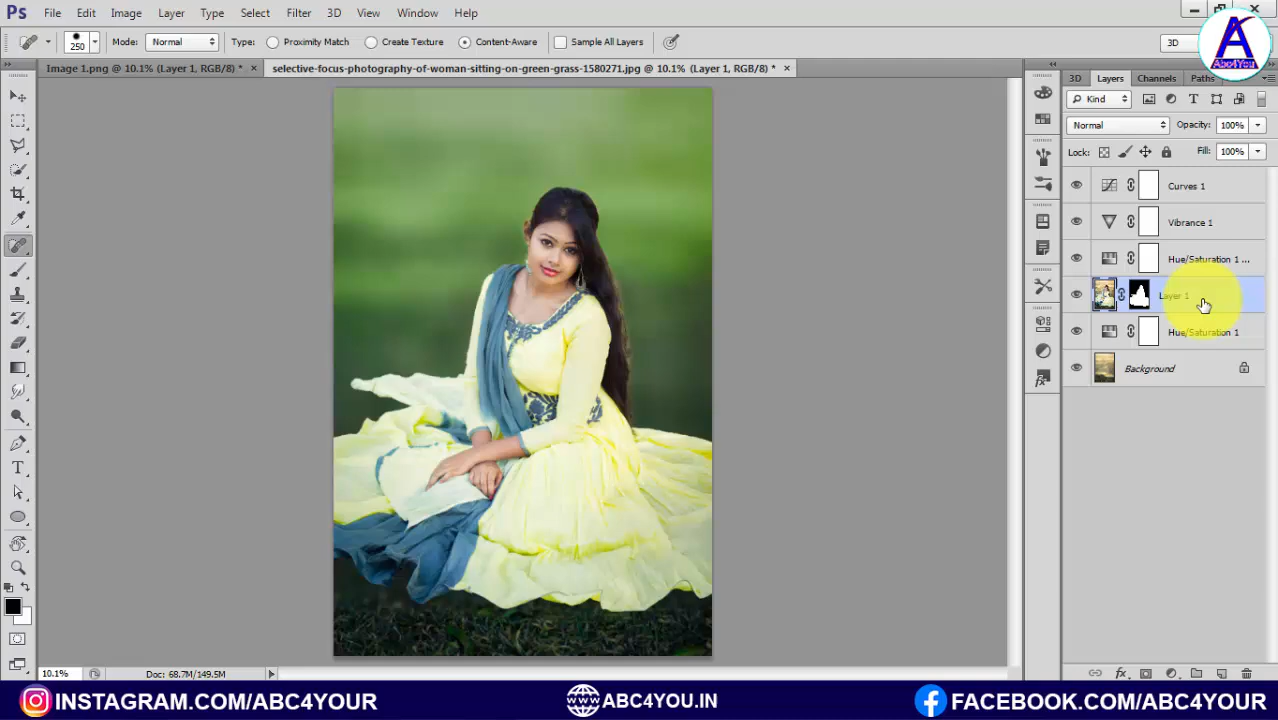 Ps File Edit Image Layer Type Select Filter 3D View Window Help
250 Mode: Normal Type: Proximity Match Create Texture Content-Aware Sample All Layers 3D
A
Abc4You
Image 1.png @ 10.1% (Layer 1, RGB/8) * × selective-focus-photography-of-woman-sitting-on-green-grass-1580271.jpg @ 10.1% (Layer 1, RGB/8) * ×
3D Layers Channels Paths
Kind
Normal Opacity: 100%
Lock: Fill: 100%
Curves 1
Vibrance 1
Hue/Saturation 1 ...
Layer 1
Hue/Saturation 1
Background
10.1% Doc: 68.7M/149.5M
INSTAGRAM.COM/ABC4YOUR ABC4YOU.IN FACEBOOK.COM/ABC4YOUR